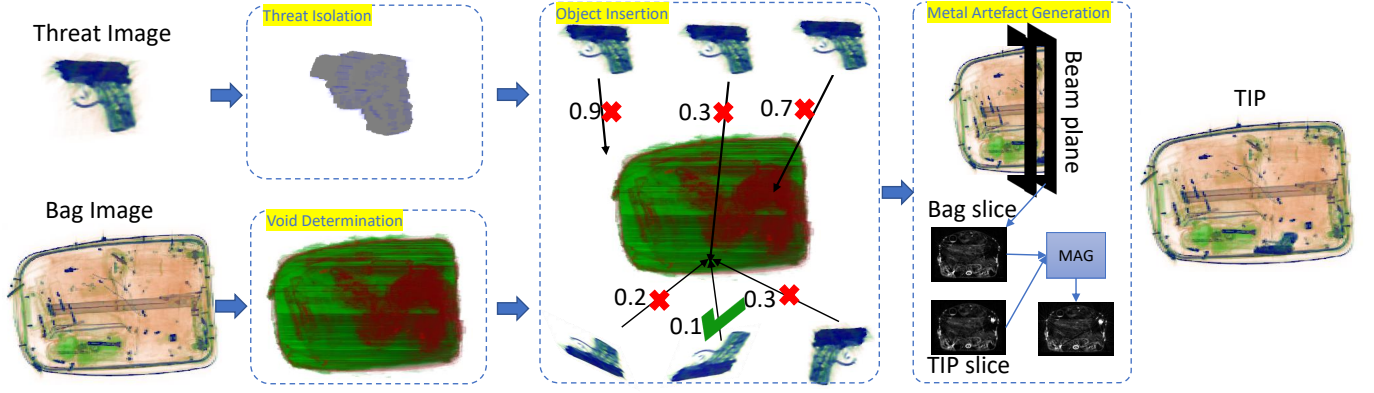 Threat Image
Threat Isolation
Bag Image
Void Determination
Object Insertion
0.9
0.3
0.7
0.2
0.1
0.3
Metal Artefact Generation
Beam plane
Bag slice
MAG
TIP slice
TIP